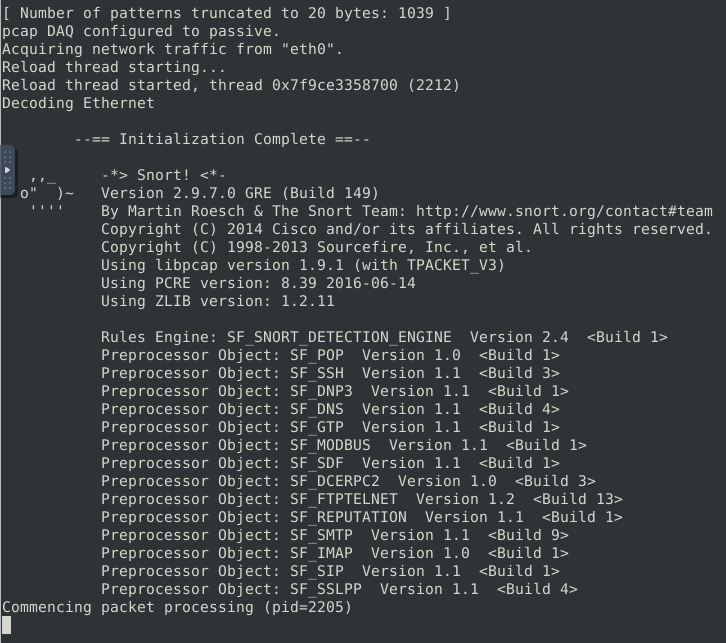 [ Number of patterns truncated to 20 bytes: 1039 ]
pcap DAQ configured to passive.
Acquiring network traffic from "eth0".
Reload thread starting...
Reload thread started, thread 0x7f9ce3358700 (2212)
Decoding Ethernet
--== Initialization Complete ==--
,,_ -*> Snort! <*-
o" )~ Version 2.9.7.0 GRE (Build 149)
'''' By Martin Roesch & The Snort Team: http://www.snort.org/contact#team
Copyright (C) 2014 Cisco and/or its affiliates. All rights reserved.
Copyright (C) 1998-2013 Sourcefire, Inc., et al.
Using libpcap version 1.9.1 (with TPACKET_V3)
Using PCRE version: 8.39 2016-06-14
Using ZLIB version: 1.2.11
Rules Engine: SF_SNORT_DETECTION_ENGINE Version 2.4 <Build 1>
Preprocessor Object: SF_POP Version 1.0 <Build 1>
Preprocessor Object: SF_SSH Version 1.1 <Build 3>
Preprocessor Object: SF_DNP3 Version 1.1 <Build 1>
Preprocessor Object: SF_DNS Version 1.1 <Build 4>
Preprocessor Object: SF_GTP Version 1.1 <Build 1>
Preprocessor Object: SF_MODBUS Version 1.1 <Build 1>
Preprocessor Object: SF_SDF Version 1.1 <Build 1>
Preprocessor Object: SF_DCERPC2 Version 1.0 <Build 3>
Preprocessor Object: SF_FTPTELNET Version 1.2 <Build 13>
Preprocessor Object: SF_REPUTATION Version 1.1 <Build 1>
Preprocessor Object: SF_SMTP Version 1.1 <Build 9>
Preprocessor Object: SF_IMAP Version 1.0 <Build 1>
Preprocessor Object: SF_SIP Version 1.1 <Build 1>
Preprocessor Object: SF_SSLPP Version 1.1 <Build 4>
Commencing packet processing (pid=2205)